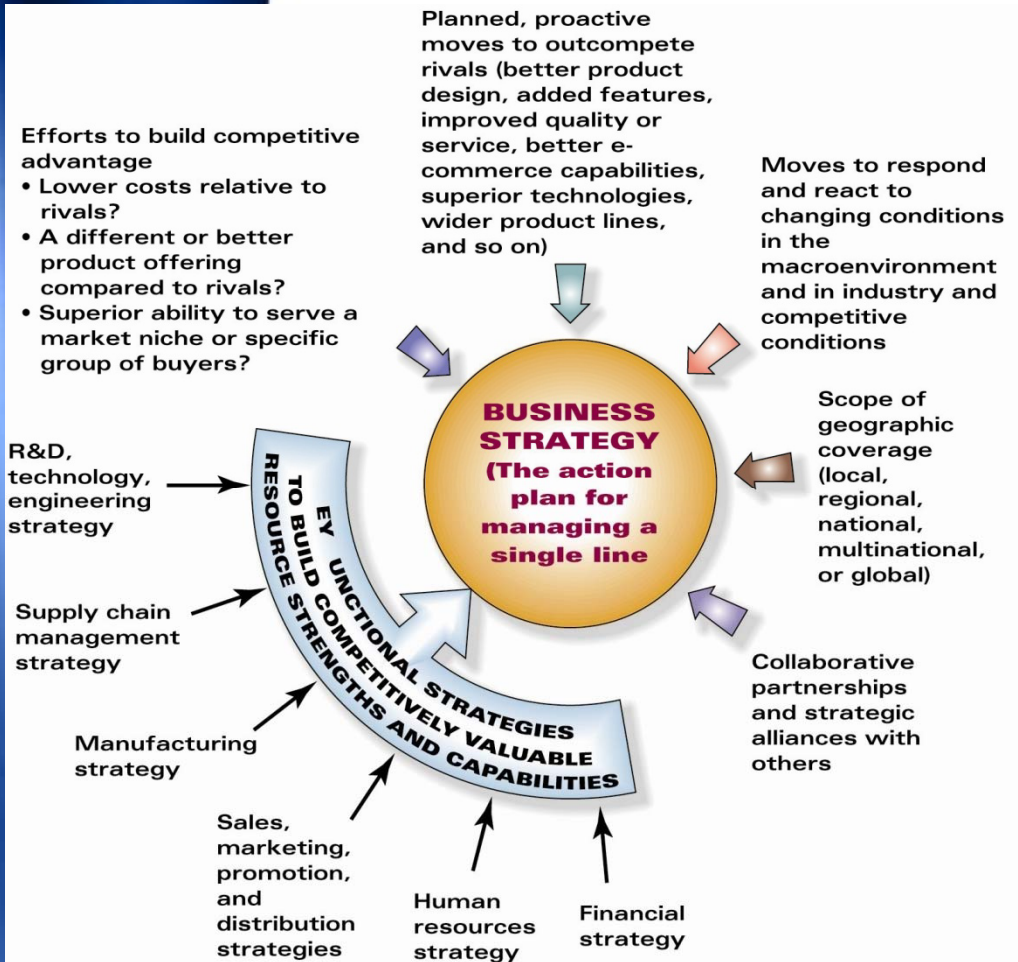 Planned, proactive
moves to outcompete
rivals (better product
design, added features,
improved quality or
service, better e-
commerce capabilities,
superior technologies,
wider product lines,
and so on)
Efforts to build competitive
advantage
• Lower costs relative to
rivals?
• A different or better
product offering
compared to rivals?
• Superior ability to serve a
market niche or specific
group of buyers?
Moves to respond
and react to
changing conditions
in the
macroenvironment
and in industry and
competitive
conditions
BUSINESS
STRATEGY
(The action
plan for
managing a
single line
Scope of
geographic
coverage
(local,
regional,
national,
multinational,
or global)
Collaborative
partnerships
and strategic
alliances with
others
EY UNCTIONAL STRATEGIES
TO BUILD COMPETITIVELY VALUABLE
RESOURCE STRENGTHS AND CAPABILITIES
R&D,
technology,
engineering
strategy
Supply chain
management
strategy
Manufacturing
strategy
Sales,
marketing,
promotion,
and
distribution
strategies
Human
resources
strategy
Financial
strategy